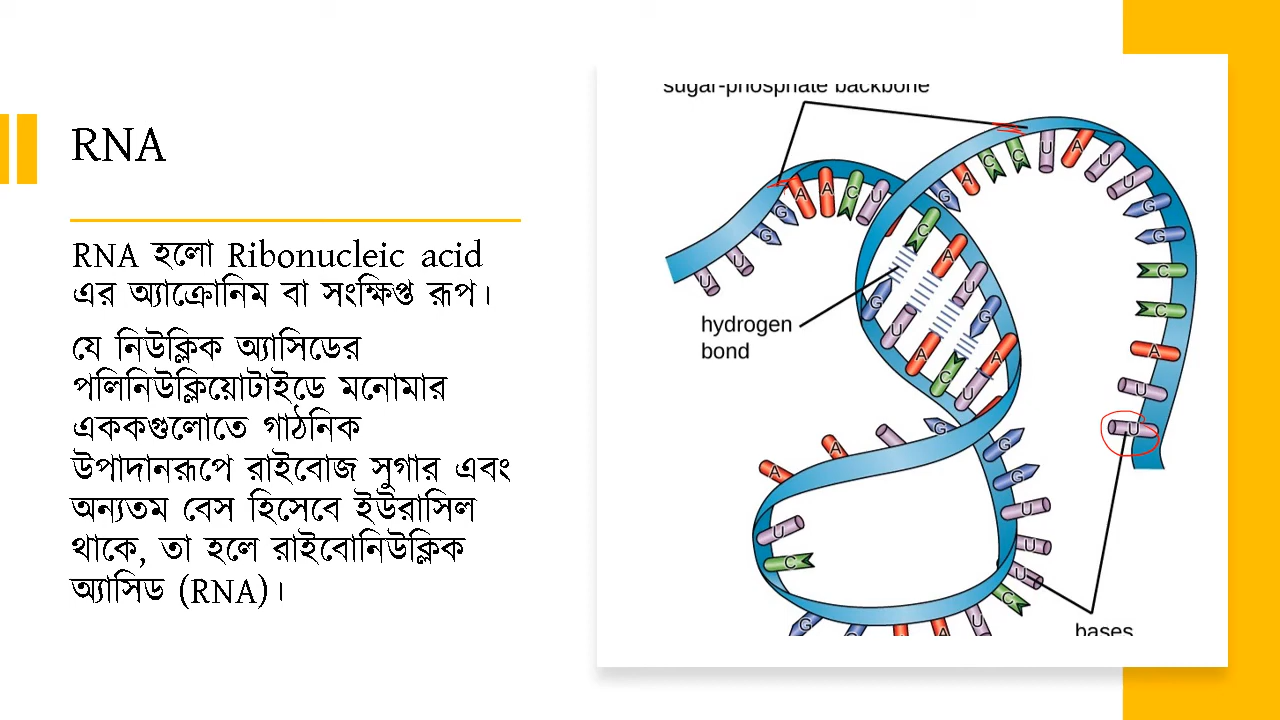 RNA
RNA হলো Ribonucleic acid
এর অ্যাক্রোনিম বা সংক্ষিপ্ত রূপ।
যে নিউক্লিক অ্যাসিডের
পলিনিউক্লিয়োটাইডে মনোমার
এককগুলোতে গাঠনিক
উপাদানরূপে রাইবোজ সুগার এবং
অন্যতম বেস হিসেবে ইউরাসিল
থাকে, তা হলে রাইবোনিউক্লিক
অ্যাসিড (RNA)।
sugar-phosphate backbone
U U G G A A C U
G A A C C U A U U G G C C A U U
C A U G
G U A C U A
hydrogen
bond
G A A
G G U U U C
U C
G A U
bases